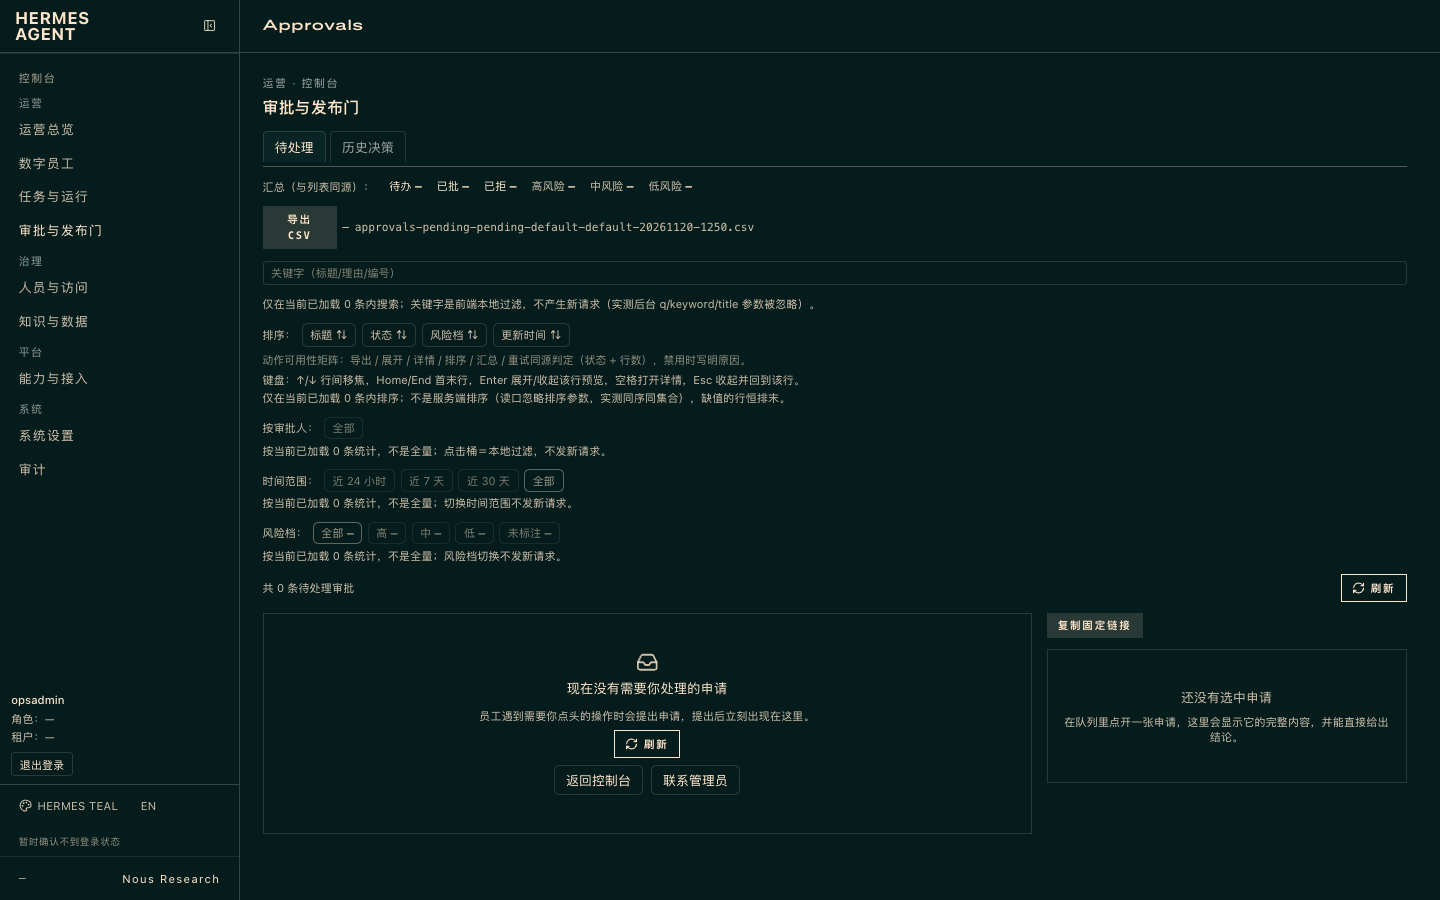 HERMES
AGENT
Approvals
控制台
运营
运营总览
数字员工
任务与运行
审批与发布门
治理
人员与访问
知识与数据
平台
能力与接入
系统
系统设置
审计
opsadmin
角色：—
租户：—
退出登录
HERMES TEAL EN
暂时确认不到登录状态
— Nous Research
运营 · 控制台
审批与发布门
待处理 历史决策
汇总（与列表同源）： 待办 — 已批 — 已拒 — 高风险 — 中风险 — 低风险 —
导出
CSV
— approvals-pending-pending-default-default-20261120-1250.csv
关键字（标题/理由/编号）
仅在当前已加载 0 条内搜索；关键字是前端本地过滤，不产生新请求（实测后台 q/keyword/title 参数被忽略）。
排序： 标题 ⇅ 状态 ⇅ 风险档 ⇅ 更新时间 ⇅
动作可用性矩阵：导出 / 展开 / 详情 / 排序 / 汇总 / 重试同源判定（状态 + 行数），禁用时写明原因。
键盘：↑/↓ 行间移焦，Home/End 首末行，Enter 展开/收起该行预览，空格打开详情，Esc 收起并回到该行。
仅在当前已加载 0 条内排序；不是服务端排序（读口忽略排序参数，实测同序同集合），缺值的行恒排末。
按审批人： 全部
按当前已加载 0 条统计，不是全量；点击桶＝本地过滤，不发新请求。
时间范围： 近 24 小时 近 7 天 近 30 天 全部
按当前已加载 0 条统计，不是全量；切换时间范围不发新请求。
风险档： 全部 — 高 — 中 — 低 — 未标注 —
按当前已加载 0 条统计，不是全量；风险档切换不发新请求。
共 0 条待处理审批
刷新
现在没有需要你处理的申请
员工遇到需要你点头的操作时会提出申请，提出后立刻出现在这里。
刷新
返回控制台 联系管理员
复制固定链接
还没有选中申请
在队列里点开一张申请，这里会显示它的完整内容，并能直接给出
结论。